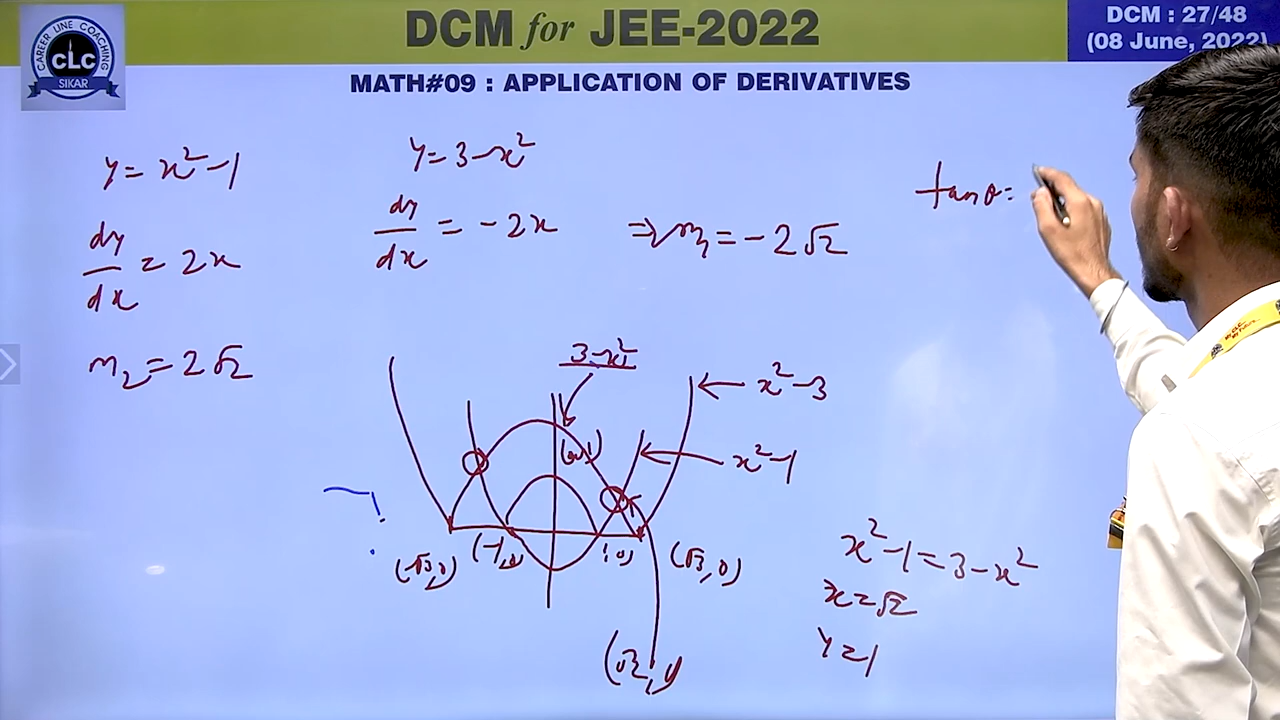 DCM for JEE-2022
DCM : 27/48
(08 June, 2022)
CAREER LINE COACHING
CLC
SIKAR
MATH#09 : APPLICATION OF DERIVATIVES
y = x² - 1
dy/dx = 2x
m₂ = 2√2
y = 3 - x²
dy/dx = -2x ⇒ m₁ = -2√2
tan θ =
3-x²
x² - 3
x² - 1
(0,1)
(-√3,0)
(-1,0)
1,0)
(√3,0)
(√2,1)
x² - 1 = 3 - x²
x = √2
y = 1